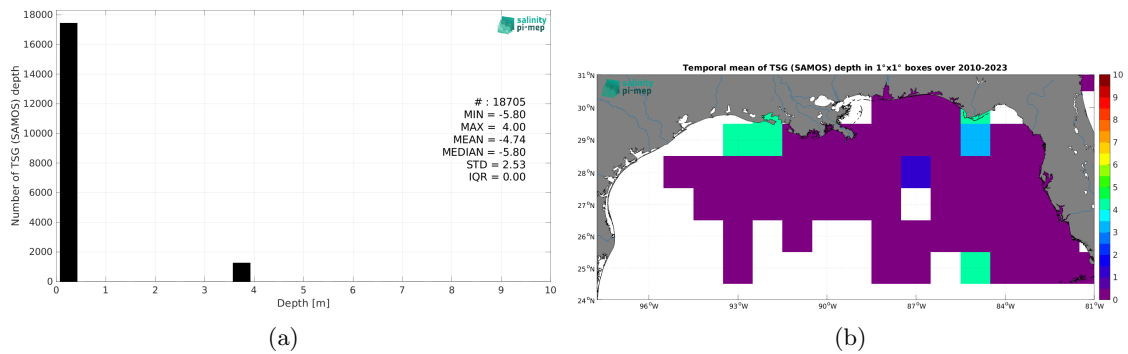 18000
16000
14000
12000
10000
8000
6000
4000
2000
0
Number of TSG (SAMOS) depth
salinity
pi-mep
# : 18705
MIN = -5.80
MAX = 4.00
MEAN = -4.74
MEDIAN = -5.80
STD = 2.53
IQR = 0.00
0 1 2 3 4 5 6 7 8 9 10
Depth [m]
(a)
Temporal mean of TSG (SAMOS) depth in 1°x1° boxes over 2010-2023
salinity
pi-mep
31°N
30°N
29°N
28°N
27°N
26°N
25°N
24°N
96°W 93°W 90°W 87°W 84°W 81°W
10
9
8
7
6
5
4
3
2
1
0
(b)